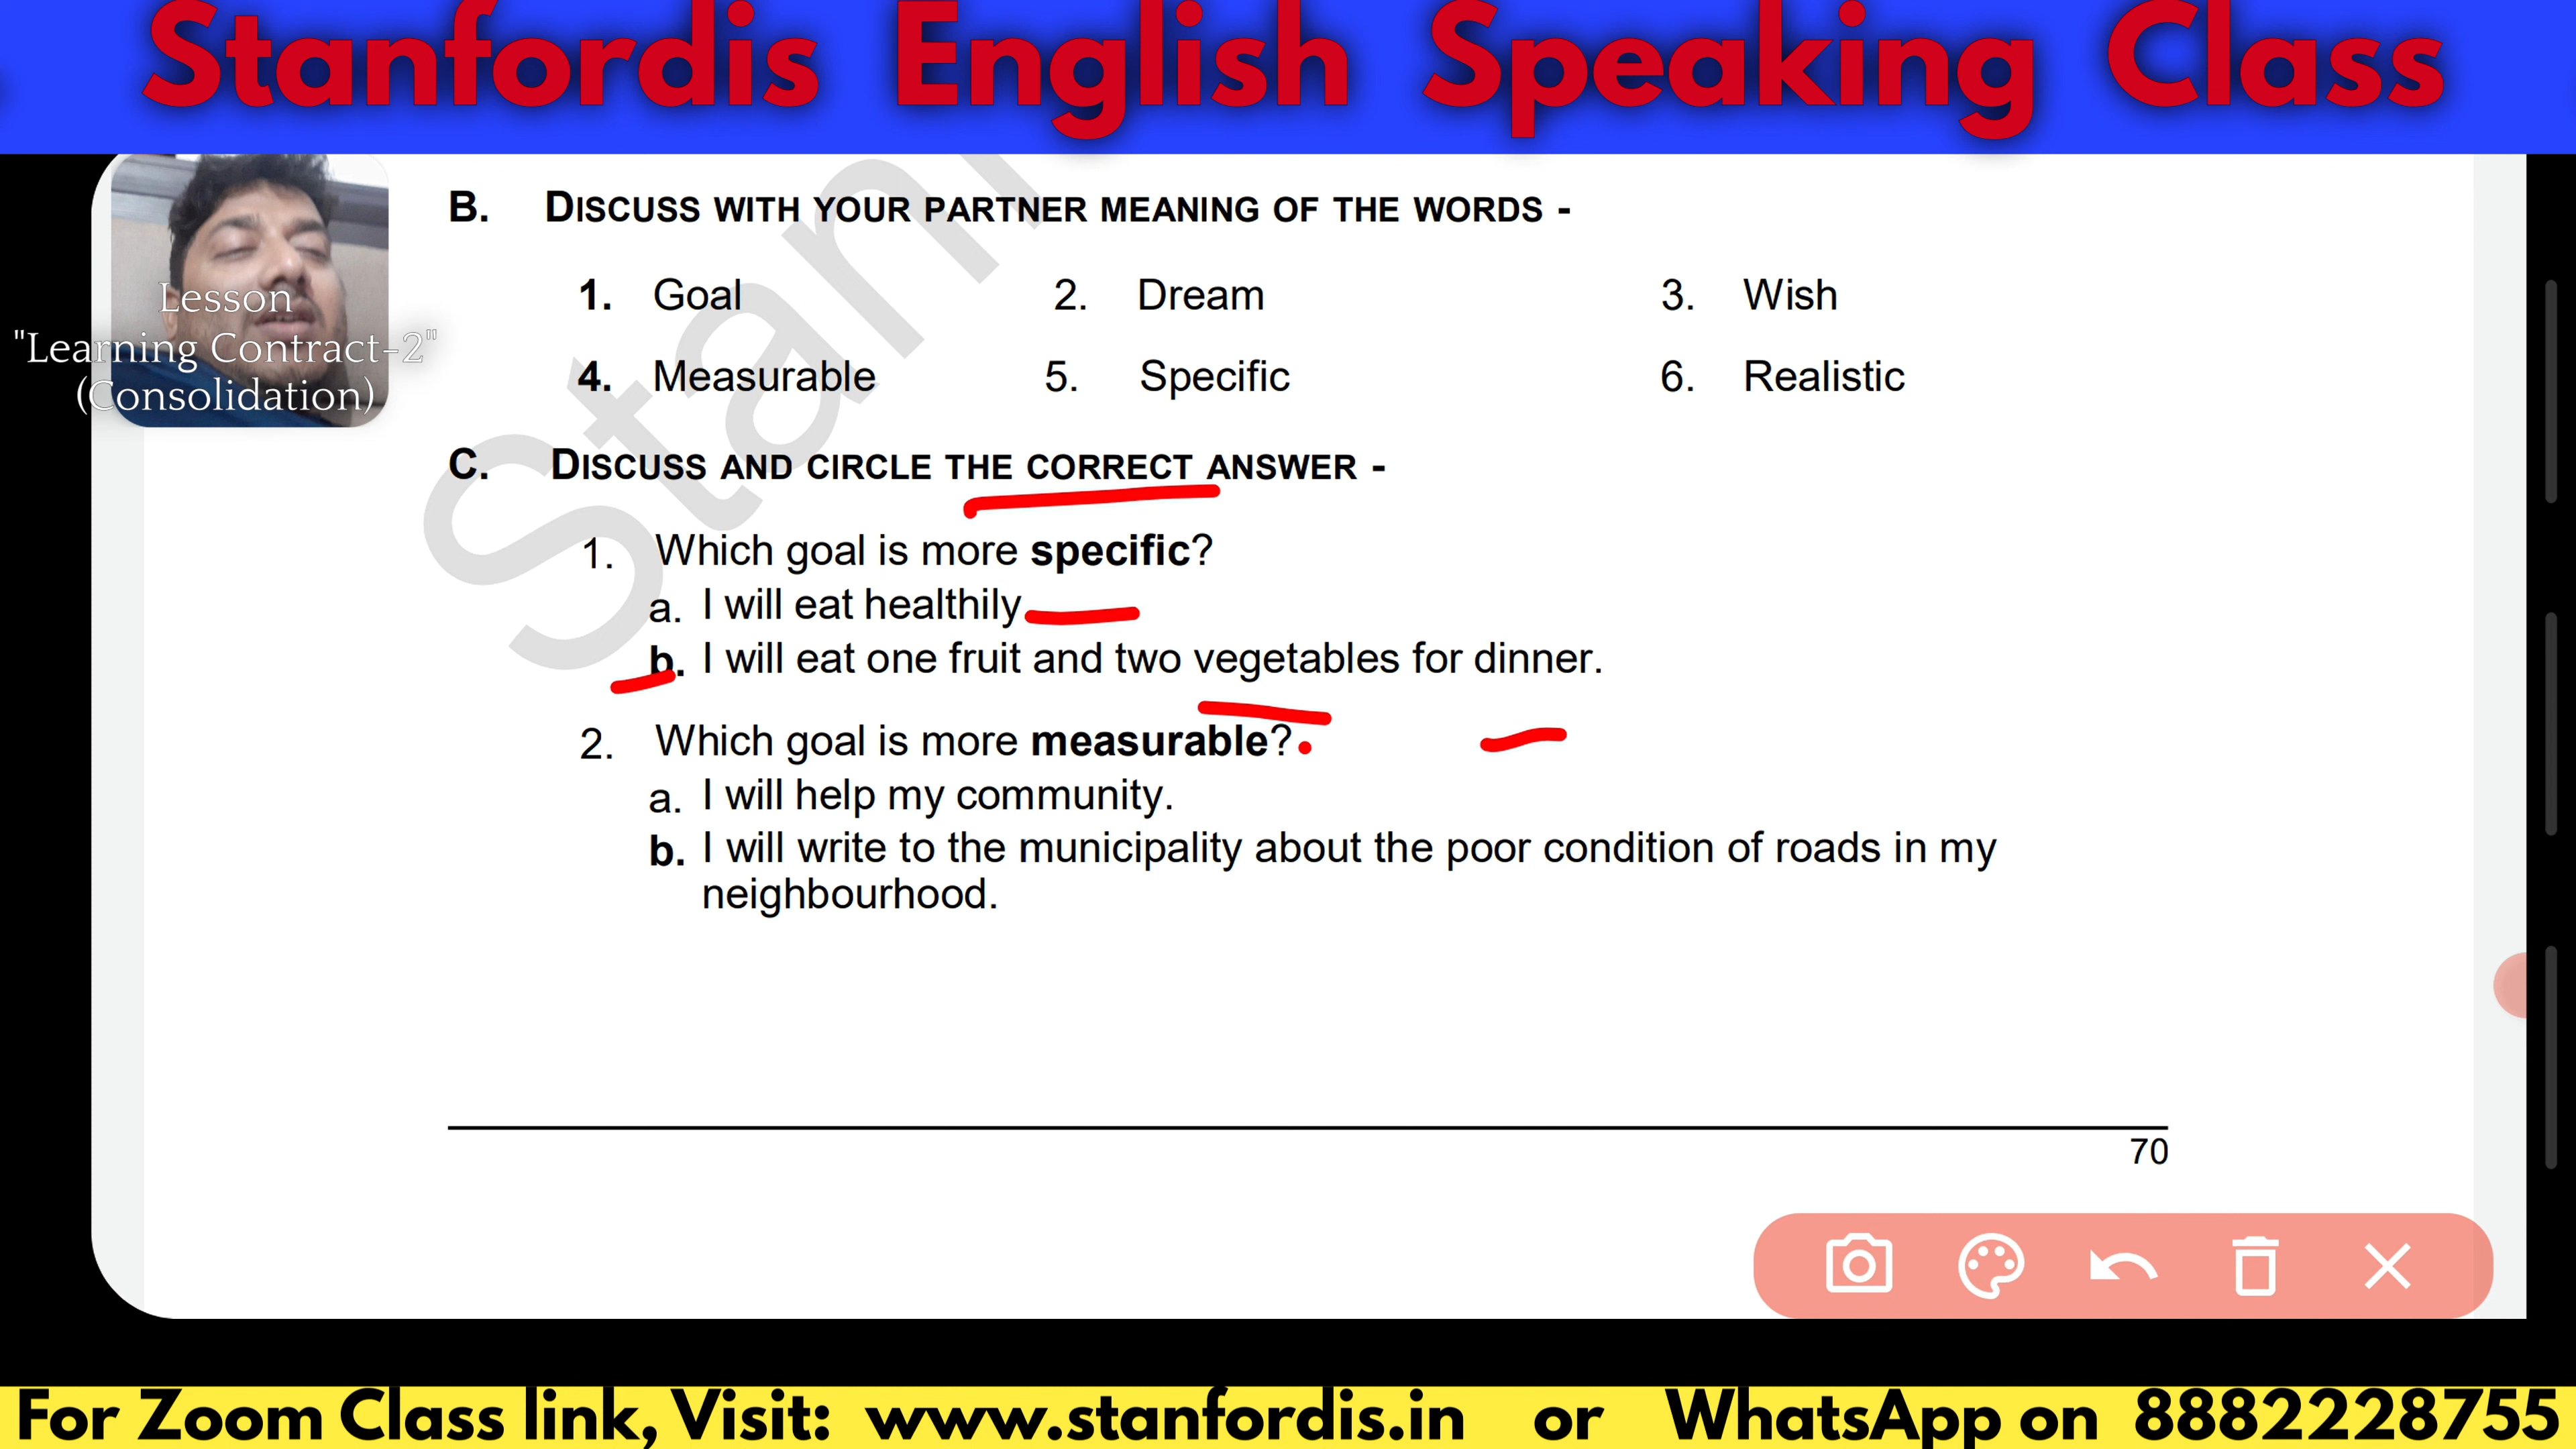 Stanfordis English Speaking Class
B. DISCUSS WITH YOUR PARTNER MEANING OF THE WORDS -
1. Goal 2. Dream 3. Wish
Lesson
"Learning Contract-2"
(Consolidation)
4. Measurable 5. Specific 6. Realistic
C. DISCUSS AND CIRCLE THE CORRECT ANSWER -
1. Which goal is more specific?
a. I will eat healthily
b. I will eat one fruit and two vegetables for dinner.
2. Which goal is more measurable?
a. I will help my community.
b. I will write to the municipality about the poor condition of roads in my
neighbourhood.
70
For Zoom Class link, Visit: www.stanfordis.in or WhatsApp on 8882228755